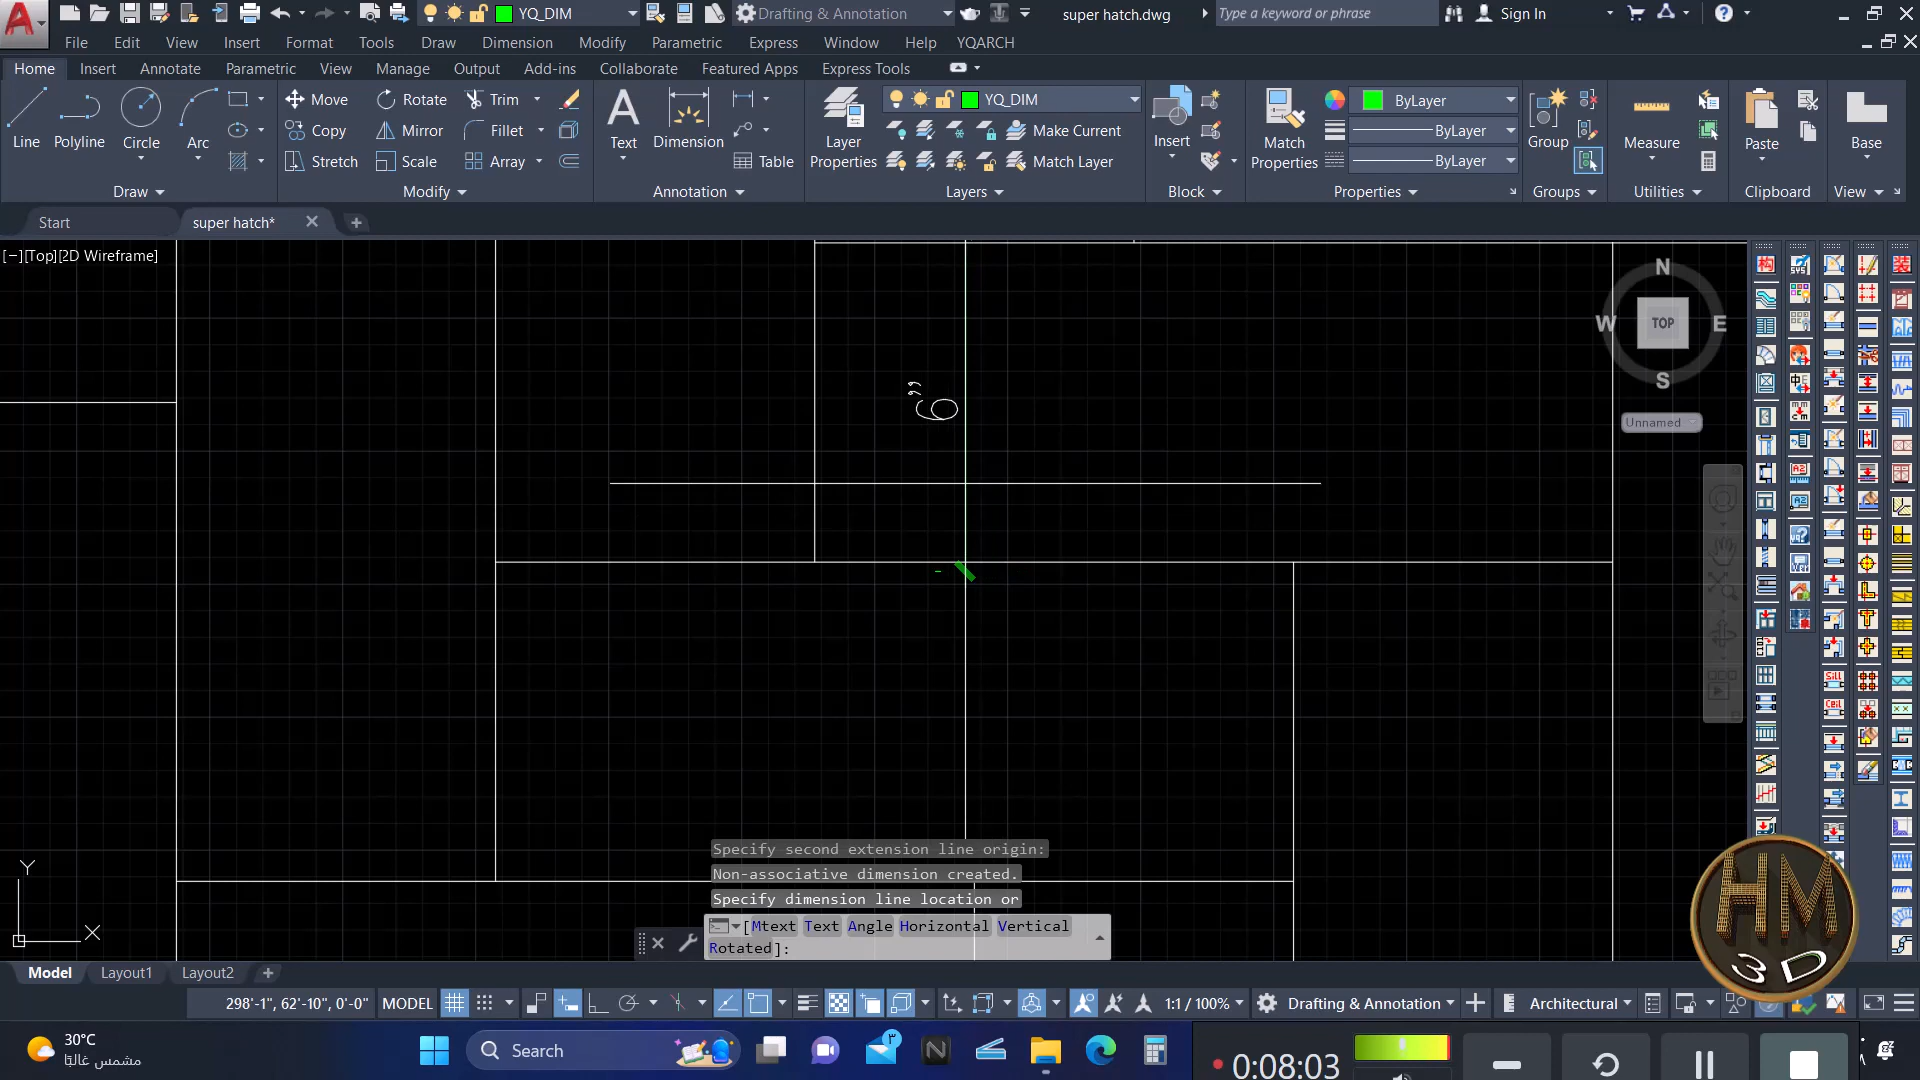 YQ_DIM
Drafting & Annotation
super hatch.dwg
Type a keyword or phrase
Sign In
File Edit View Insert Format Tools Draw Dimension Modify Parametric Express Window Help YQARCH
Home Insert Annotate Parametric View Manage Output Add-ins Collaborate Featured Apps Express Tools
Line
Polyline
Circle
Arc
Move
Rotate
Trim
Copy
Mirror
Fillet
Stretch
Scale
Array
Text
Dimension
Table
Layer Properties
YQ_DIM
Make Current
Match Layer
Insert
Match Properties
ByLayer
ByLayer
ByLayer
Group
Measure
Paste
Base
Draw Modify Annotation Layers Block Properties Groups Utilities Clipboard View
Start
super hatch*
[−][Top][2D Wireframe]
N
W TOP E
S
Unnamed
Y
X
Specify second extension line origin:
Non-associative dimension created.
Specify dimension line location or
[Mtext Text Angle Horizontal Vertical
Rotated]:
HM
3D
Model Layout1 Layout2
298'-1", 62'-10", 0'-0" MODEL
1:1 / 100%
Drafting & Annotation
Architectural
30°C
مشمس غالبًا
Search
0:08:03